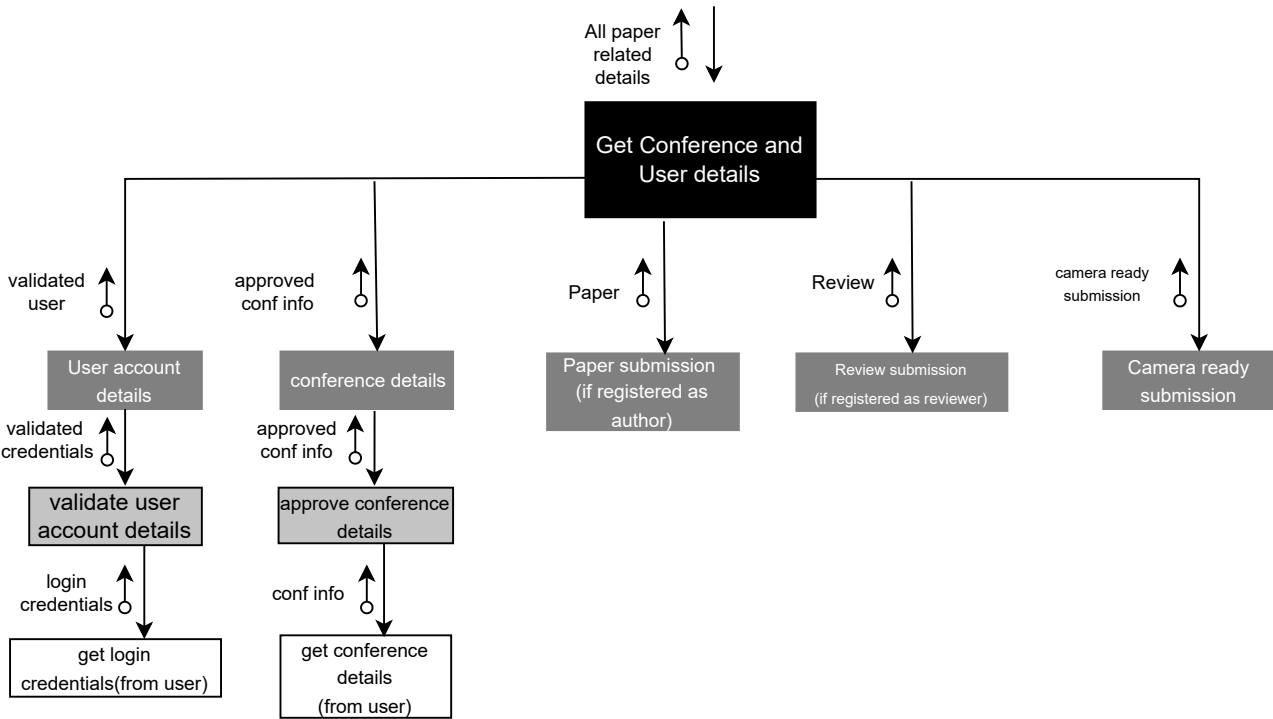 All paper
related
details
Get Conference and
User details
validated
user
approved
conf info
Paper
Review
camera ready
submission
User account
details
conference details
Paper submission
(if registered as
author)
Review submission
(if registered as reviewer)
Camera ready
submission
validated
credentials
approved
conf info
validate user
account details
approve conference
details
login
credentials
conf info
get login
credentials(from user)
get conference
details
(from user)